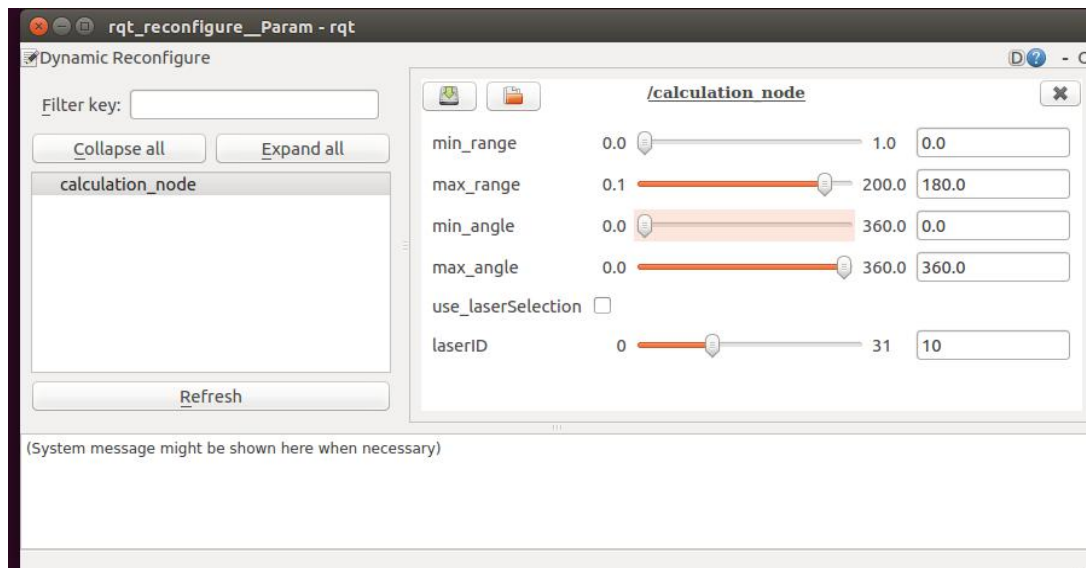 rqt_reconfigure__Param - rqt
Dynamic Reconfigure
D ? - C
Filter key:
Collapse all Expand all
calculation_node
Refresh
/calculation_node
min_range 0.0 1.0 0.0
max_range 0.1 200.0 180.0
min_angle 0.0 360.0 0.0
max_angle 0.0 360.0 360.0
use_laserSelection
laserID 0 31 10
(System message might be shown here when necessary)